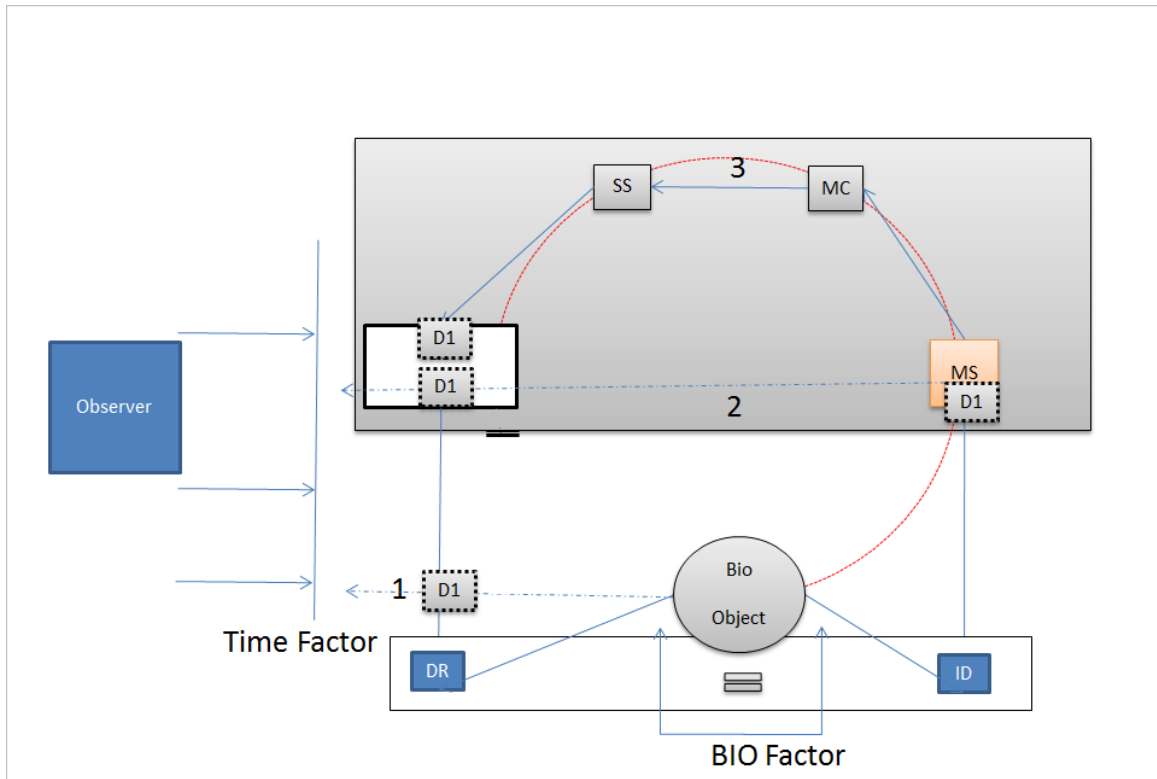 3
SS
MC
D1
MS
D1
D1
2
Observer
Bio
Object
1
D1
Time Factor
DR
ID
BIO Factor